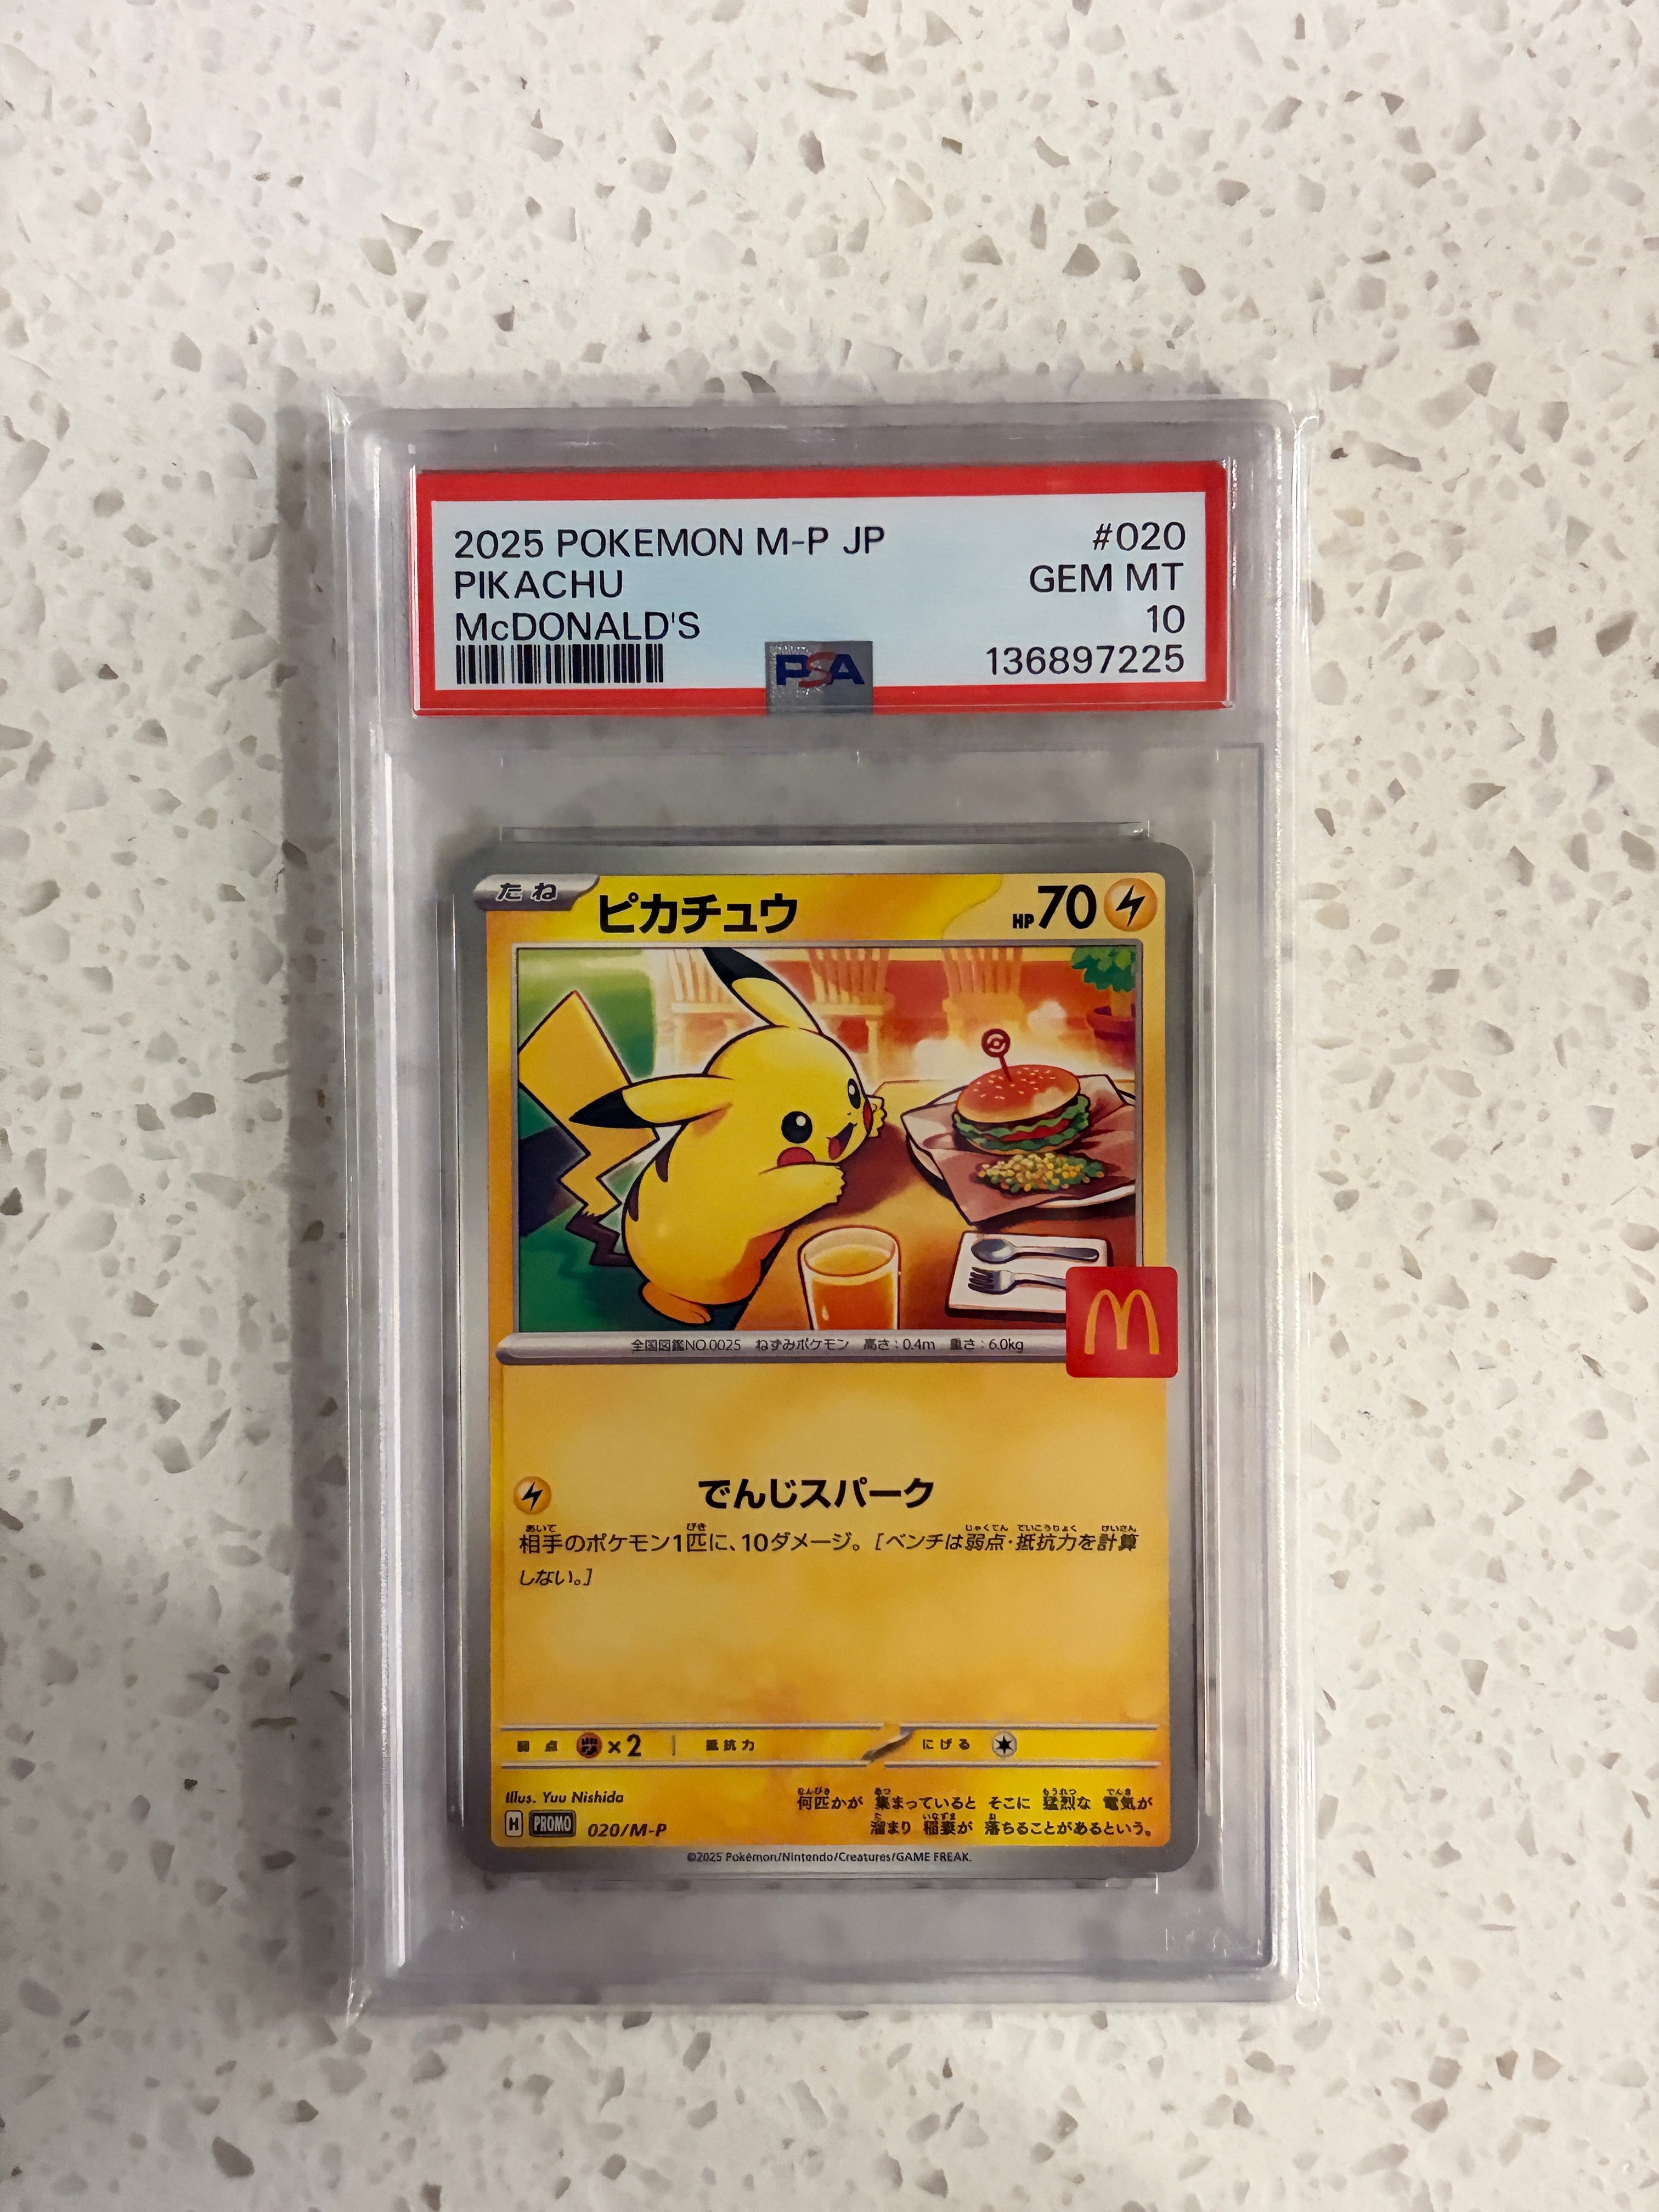 2025 POKEMON M-P JP #020
PIKACHU GEM MT
McDONALD'S 10
PSA 136897225
たね ピカチュウ HP70
M
全国図鑑NO.0025 ねずみポケモン 高さ：0.4m 重さ：6.0kg
でんじスパーク
相手のポケモン1匹に、10ダメージ。［ベンチは弱点・抵抗力を計算
しない。］
弱点 ×2 抵抗力 にげる
Illus. Yuu Nishida
何匹かが 集まっていると そこに 猛烈な 電気が
溜まり 稲妻が 落ちることがあるという。
H PROMO 020/M-P
©2025 Pokémon/Nintendo/Creatures/GAME FREAK.